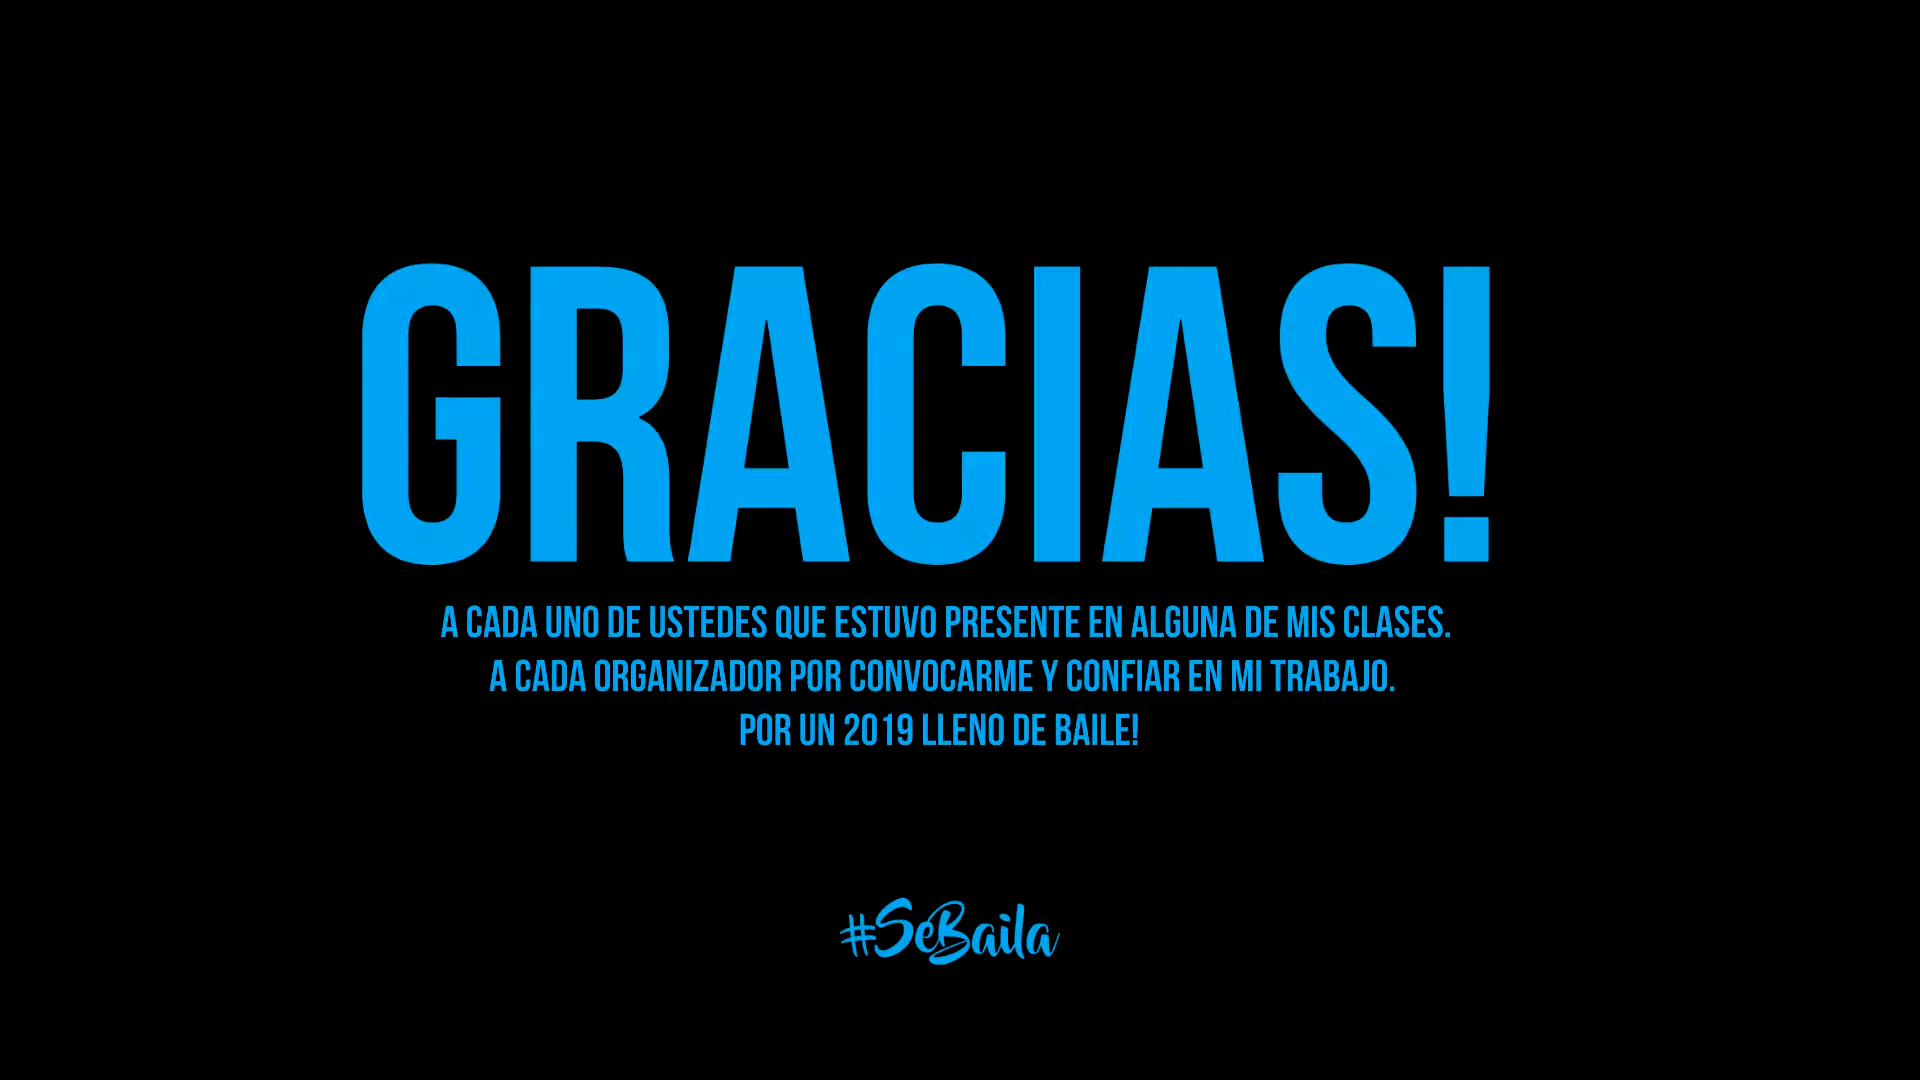 GRACIAS!
A CADA UNO DE USTEDES QUE ESTUVO PRESENTE EN ALGUNA DE MIS CLASES.
A CADA ORGANIZADOR POR CONVOCARME Y CONFIAR EN MI TRABAJO.
POR UN 2019 LLENO DE BAILE!
#SeBaila